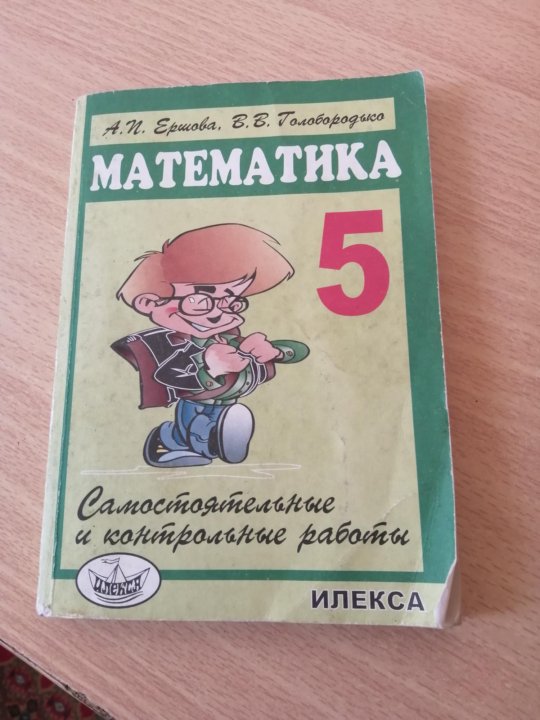 А.П. Ершова, В.В. Голобородько
МАТЕМАТИКА
5
Самостоятельные
и контрольные работы
ИЛЕКСА
ИЛЕКСА